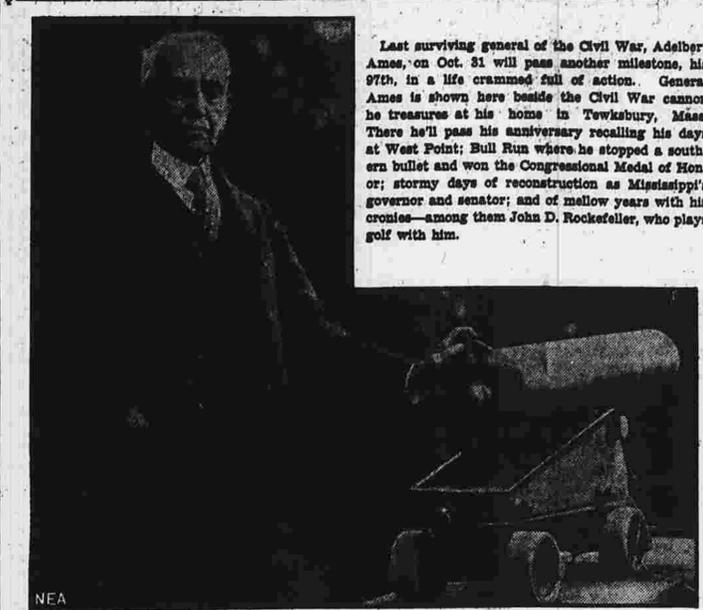 Last surviving general of the Civil War, Adelber
Ames, on Oct. 31 will pass another milestone, hi
97th, in a life crammed full of action. Genera
Ames is shown here beside the Civil War canno
he treasures at his home in Tewksbury, Mass
There he'll pass his anniversary recalling his day
at West Point; Bull Run where he stopped a south-
ern bullet and won the Congressional Medal of Hon
or; stormy days of reconstruction as Mississippi'
governor and senator; and of mellow years with hi
cronies—among them John D. Rockefeller, who play
golf with him.
NEA